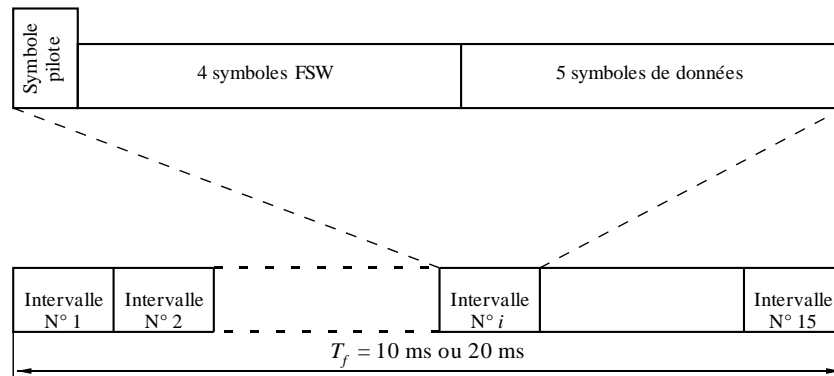 Symbole
pilote
4 symboles FSW
5 symboles de données
Intervalle
N° 1
Intervalle
N° 2
Intervalle
N° i
Intervalle
N° 15
T_f = 10 ms ou 20 ms